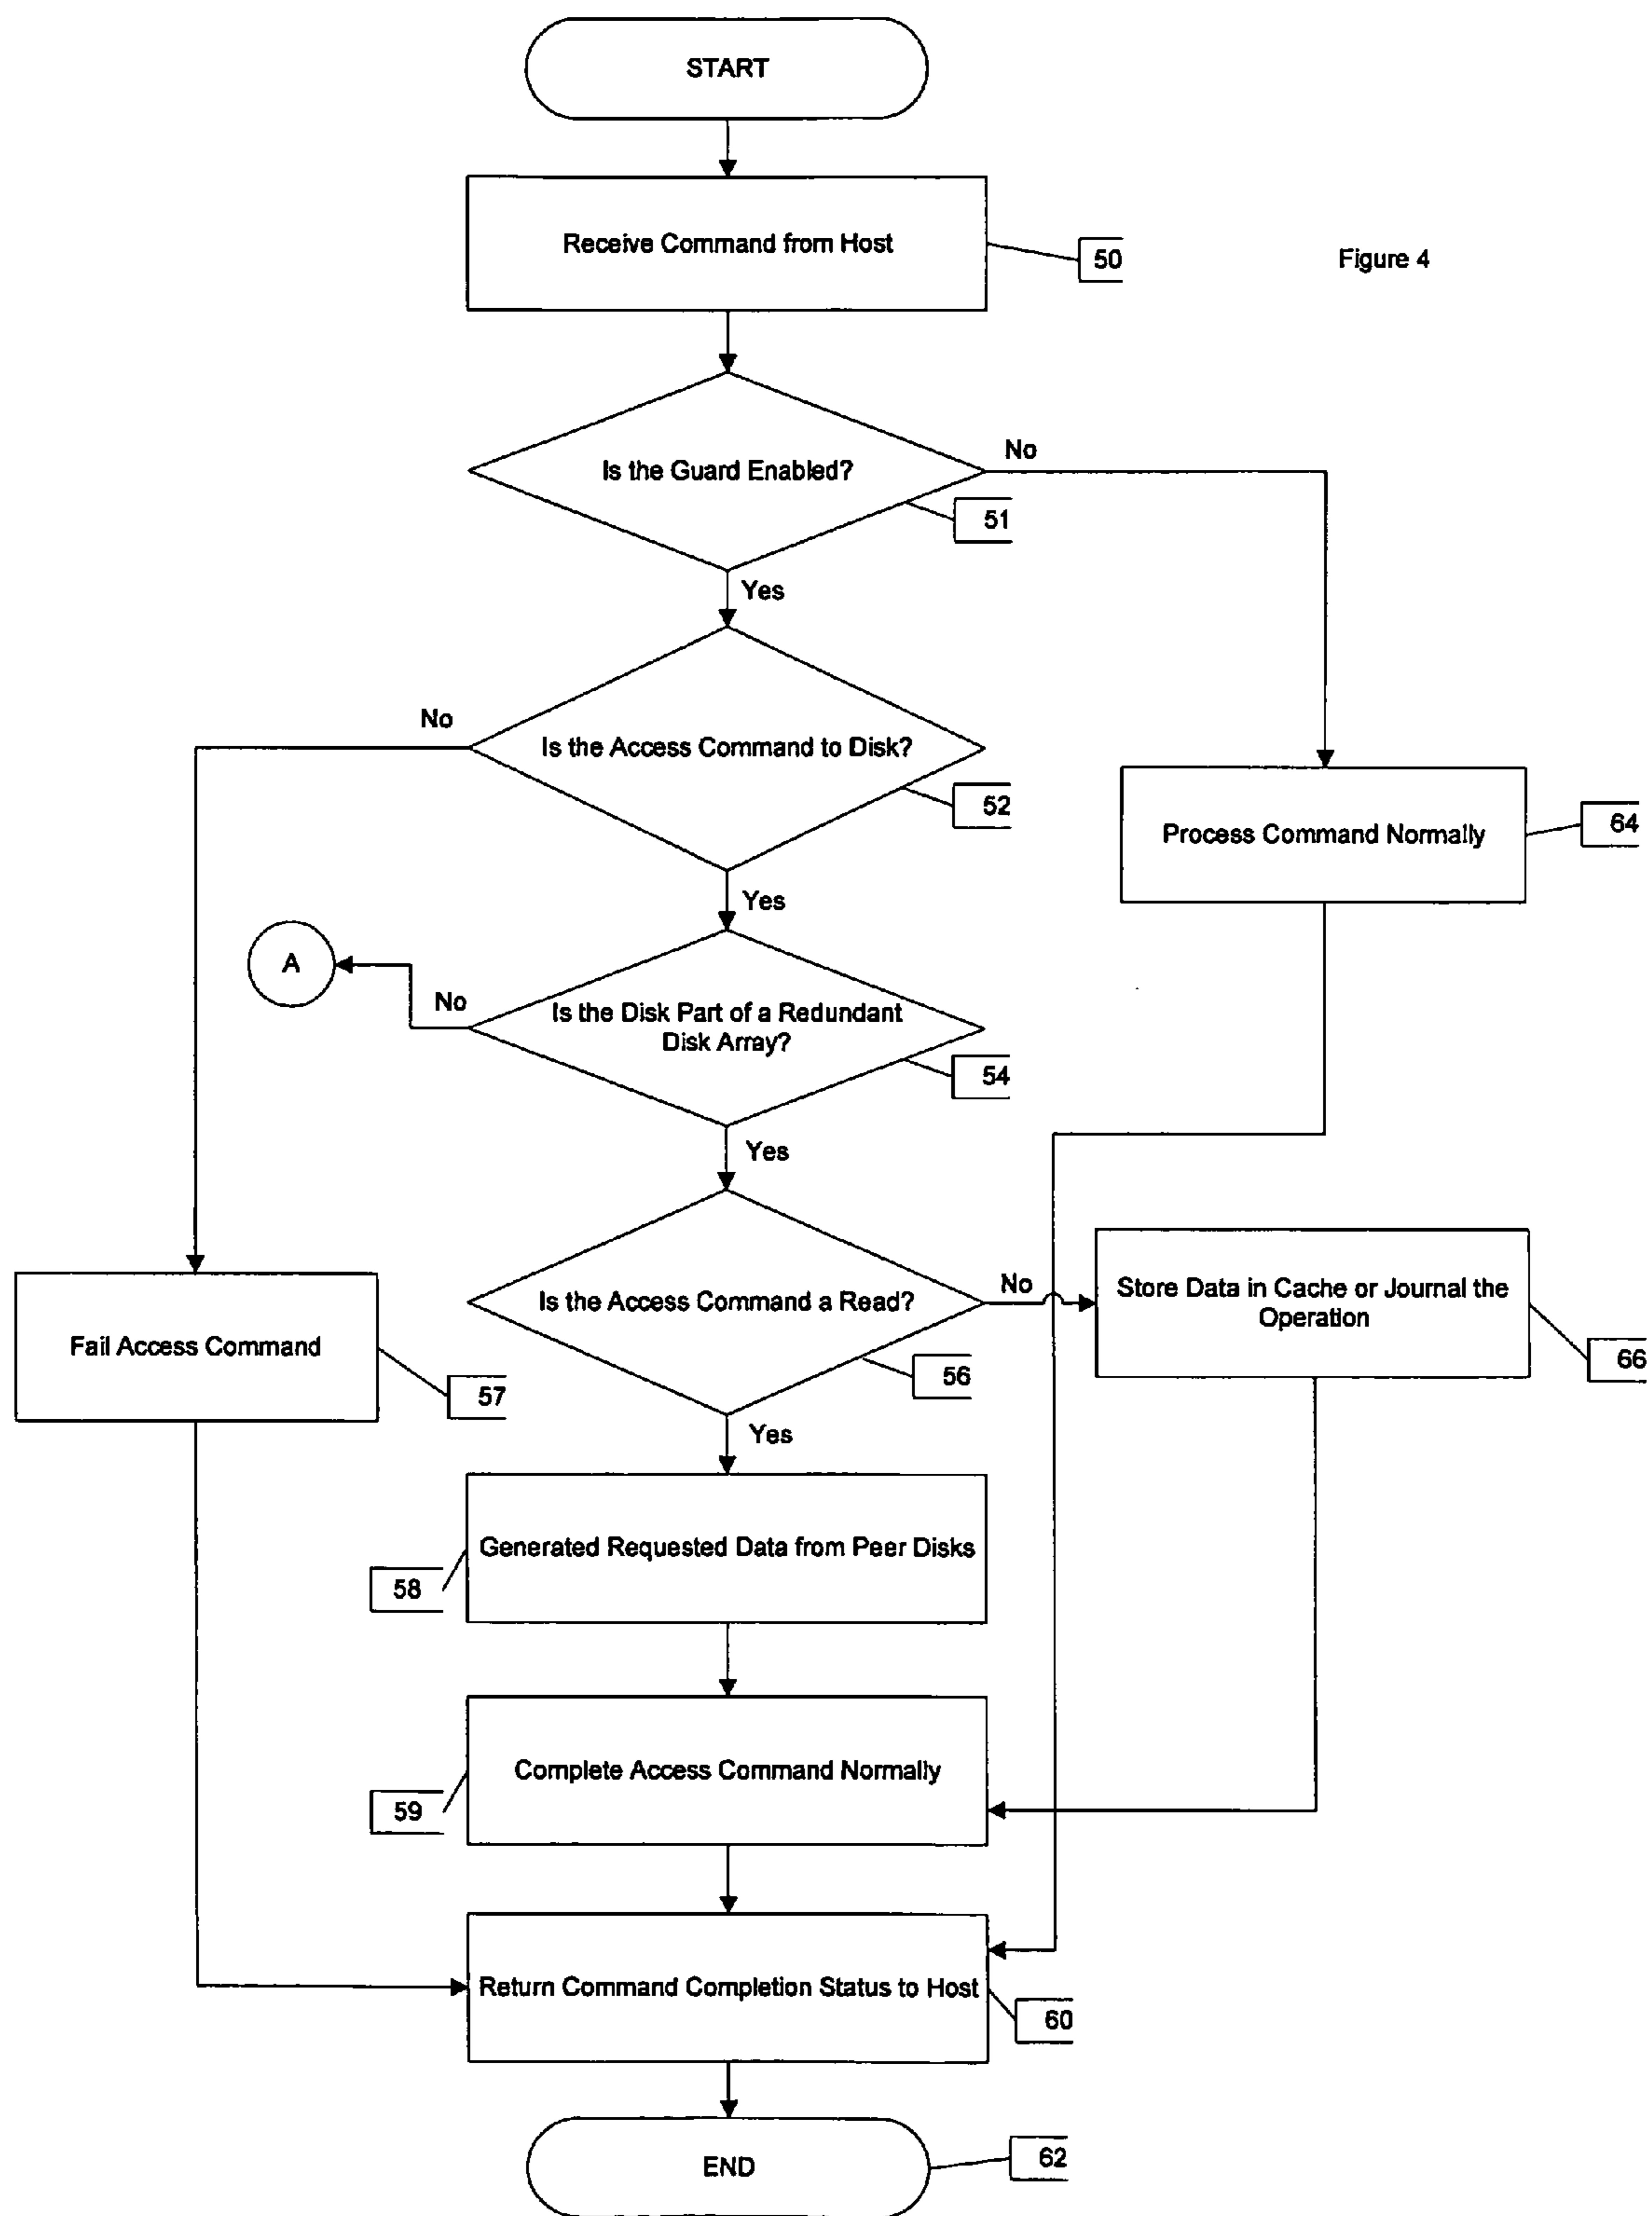 START
Receive Command from Host
50
Figure 4
Is the Guard Enabled?
No
51
Yes
Is the Access Command to Disk?
No
52
Process Command Normally
64
Yes
A
No
Is the Disk Part of a Redundant
Disk Array?
54
Yes
Is the Access Command a Read?
No
Store Data in Cache or Journal the
Operation
66
Fail Access Command
57
56
Yes
Generated Requested Data from Peer Disks
58
Complete Access Command Normally
59
Return Command Completion Status to Host
60
END
62